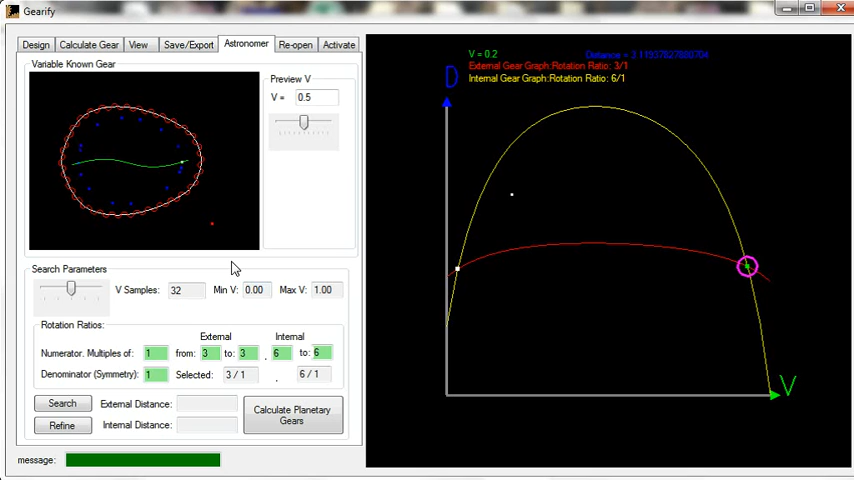 Gearify
Design
Calculate Gear
View
Save/Export
Astronomer
Re-open
Activate
Variable Known Gear
Preview V
V = 0.5
Search Parameters
V Samples: 32 Min V: 0.00 Max V: 1.00
Rotation Ratios:
External Internal
Numerator. Multiples of: 1 from: 3 to: 3 , 6 to: 6
Denominator (Symmetry): 1 Selected: 3 / 1 , 6 / 1
Search External Distance:
Refine Internal Distance:
Calculate Planetary
Gears
message:
V = 0.2
External Gear Graph:Rotation Ratio: 3/1
Internal Gear Graph:Rotation Ratio: 6/1
D
V